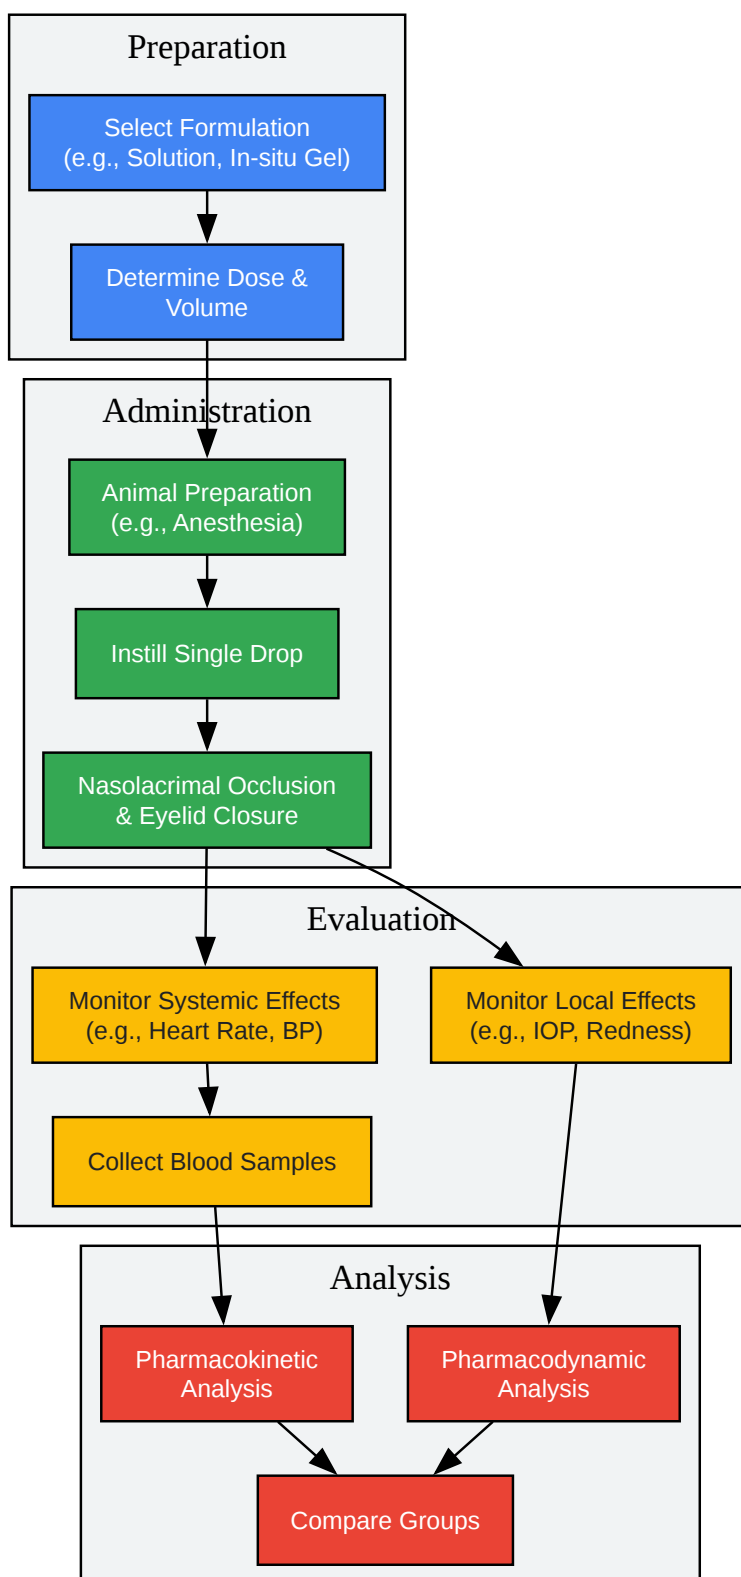 Preparation
Select Formulation
(e.g., Solution, In-situ Gel)
Determine Dose &
Volume
Administration
Animal Preparation
(e.g., Anesthesia)
Instill Single Drop
Nasolacrimal Occlusion
& Eyelid Closure
Evaluation
Monitor Systemic Effects
(e.g., Heart Rate, BP)
Monitor Local Effects
(e.g., IOP, Redness)
Collect Blood Samples
Analysis
Pharmacokinetic
Analysis
Pharmacodynamic
Analysis
Compare Groups